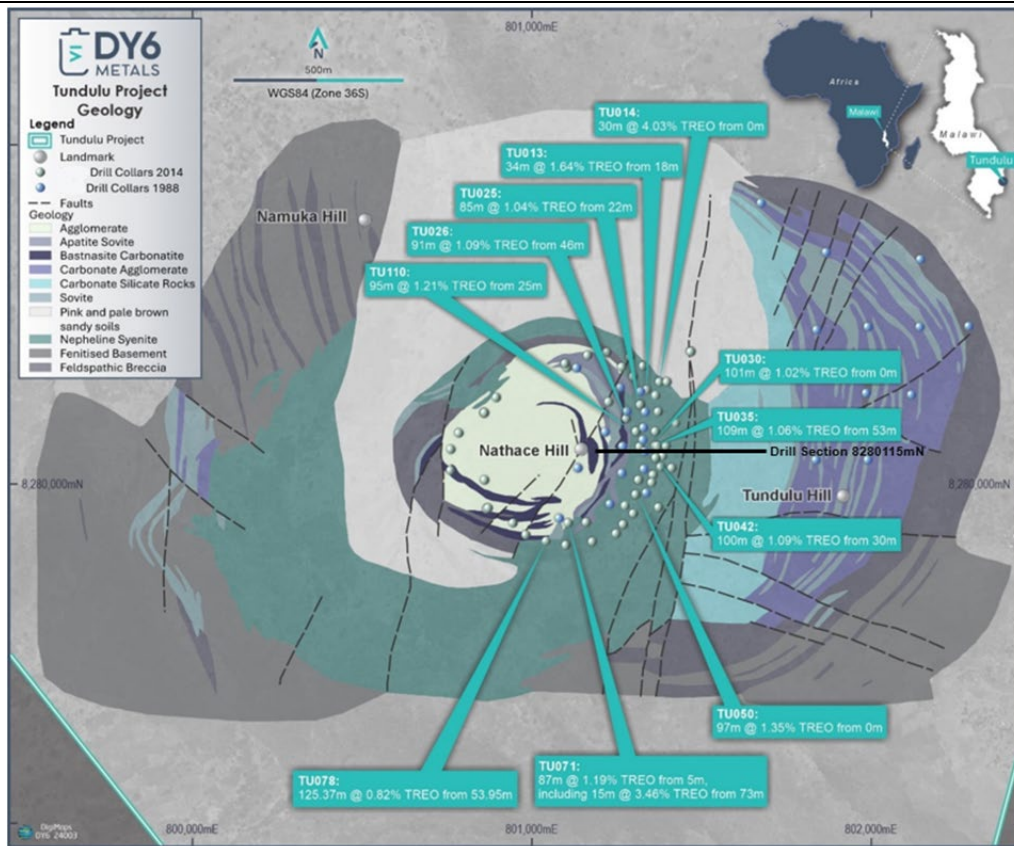 801,000mE
DY6
METALS
Tundulu Project
Geology
Legend
Tundulu Project
Landmark
Drill Collars 2014
Drill Collars 1988
Faults
Geology
Agglomerate
Apatite Sovite
Bastnasite Carbonatite
Carbonate Agglomerate
Carbonate Silicate Rocks
Sovite
Pink and pale brown
sandy soils
Nepheline Syenite
Fenitised Basement
Feldspathic Breccia
N
500m
WGS84 (Zone 36S)
Africa
Malawi
Malawi
Tundulu
TU014:
30m @ 4.03% TREO from 0m
TU013:
34m @ 1.64% TREO from 18m
TU025:
85m @ 1.04% TREO from 22m
TU026:
91m @ 1.09% TREO from 46m
TU110:
95m @ 1.21% TREO from 25m
Namuka Hill
TU030:
101m @ 1.02% TREO from 0m
TU035:
109m @ 1.06% TREO from 53m
Nathace Hill
Drill Section 8280115mN
8,280,000mN
8,280,000mN
Tundulu Hill
TU042:
100m @ 1.09% TREO from 30m
TU050:
97m @ 1.35% TREO from 0m
TU078:
125.37m @ 0.82% TREO from 53.95m
TU071:
87m @ 1.19% TREO from 5m,
including 15m @ 3.46% TREO from 73m
DigiMaps
DY6 24003
800,000mE
801,000mE
802,000mE